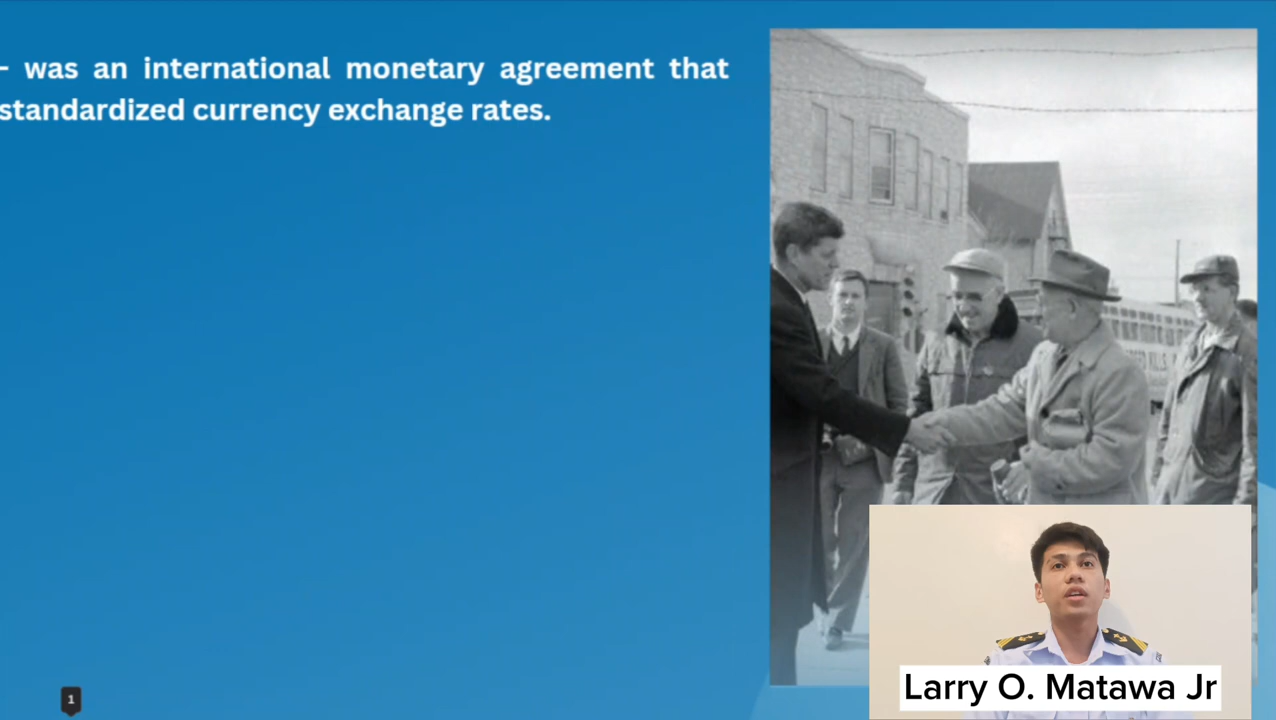 - was an international monetary agreement that
standardized currency exchange rates.
Larry O. Matawa Jr
1